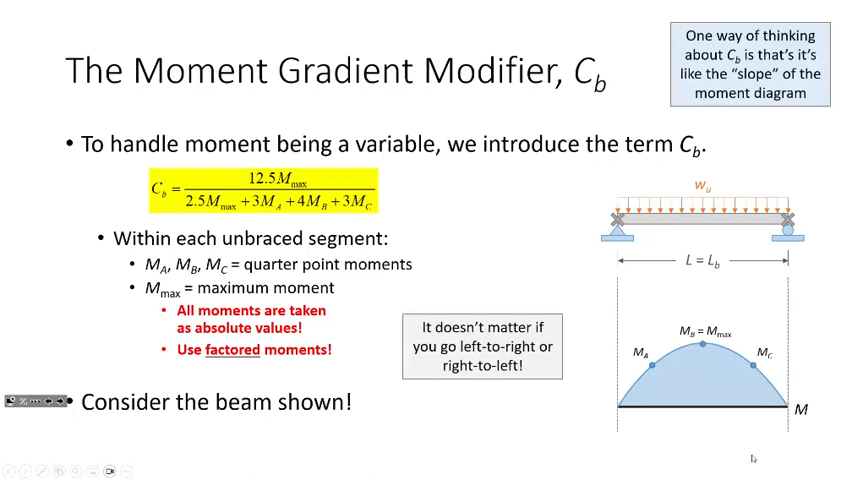 One way of thinking
about Cb is that's it's
like the “slope” of the
moment diagram
The Moment Gradient Modifier, Cb
• To handle moment being a variable, we introduce the term Cb.
Cb = 12.5Mmax / 2.5Mmax + 3MA + 4MB + 3MC
• Within each unbraced segment:
• MA, MB, MC = quarter point moments
• Mmax = maximum moment
• All moments are taken
as absolute values!
• Use factored moments!
It doesn't matter if
you go left-to-right or
right-to-left!
• Consider the beam shown!
wu
L = Lb
MB = Mmax
MA
MC
M